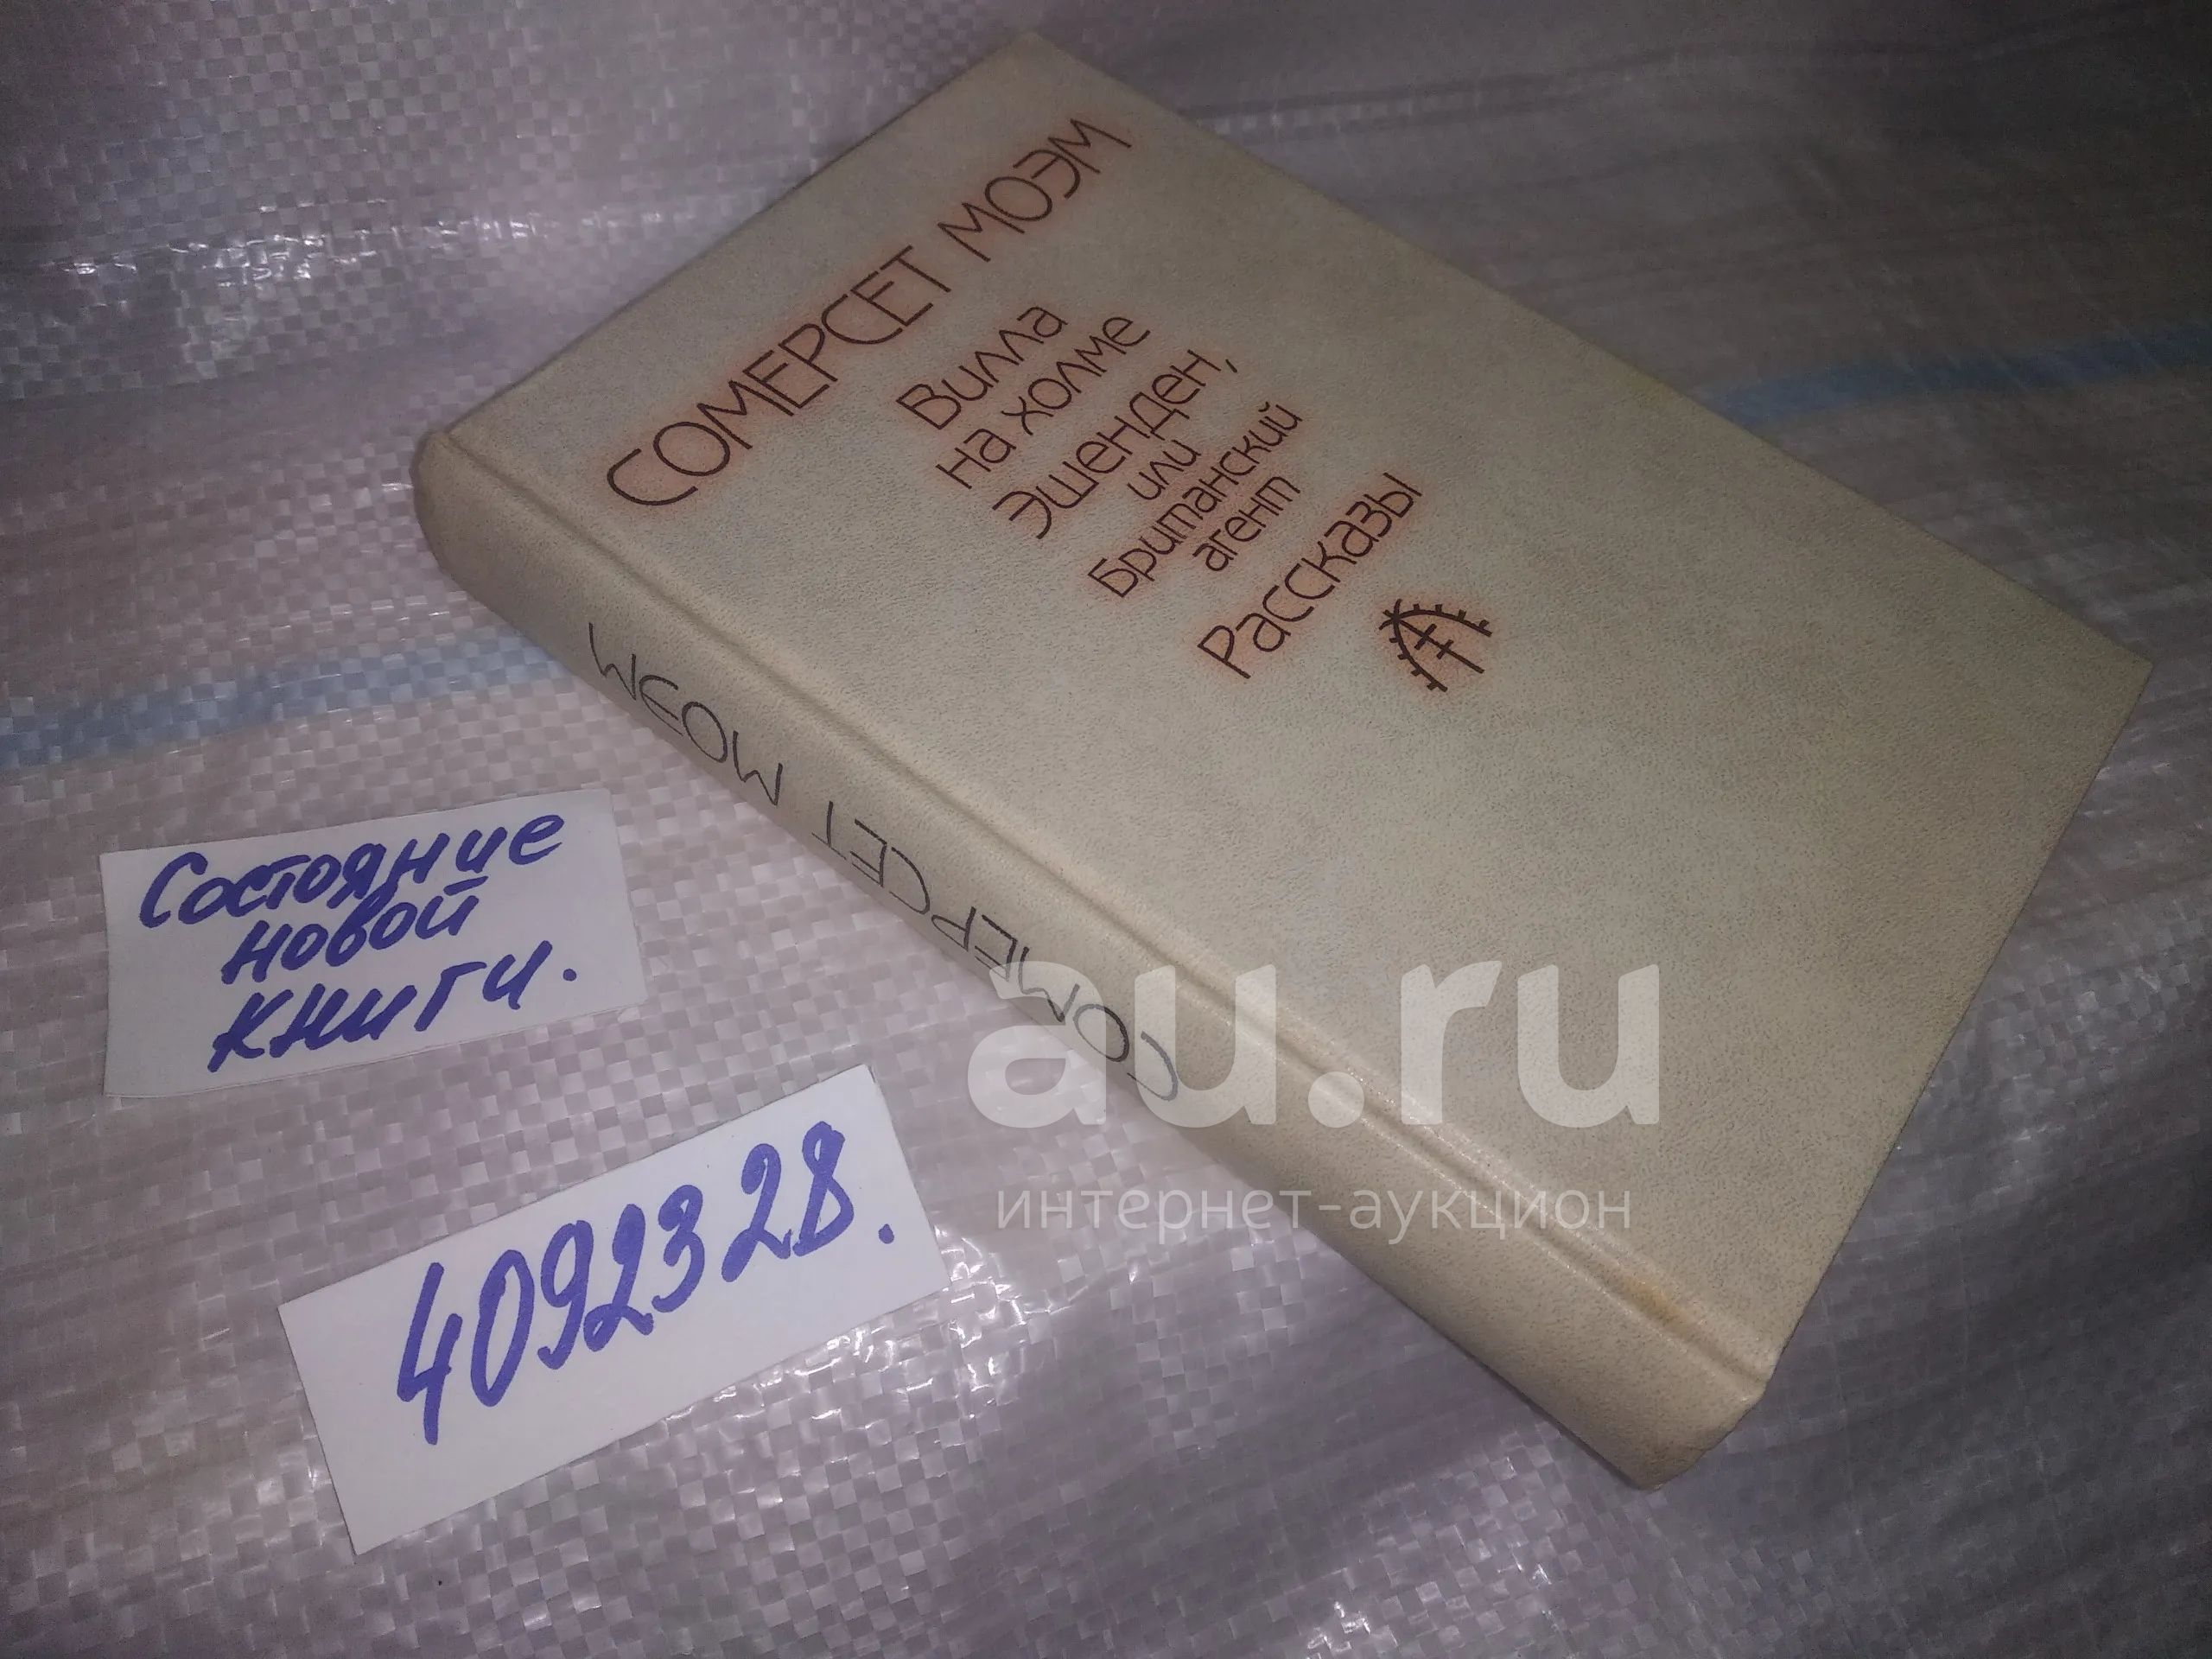 СОМЕРСЕТ МОЭМ
Вилла
на холме
Эшенден,
или
Британский
агент
Рассказы
СОМЕРСЕТ МОЭМ
Состояние
новой
книги.
4092328.
au.ru
интернет-аукцион